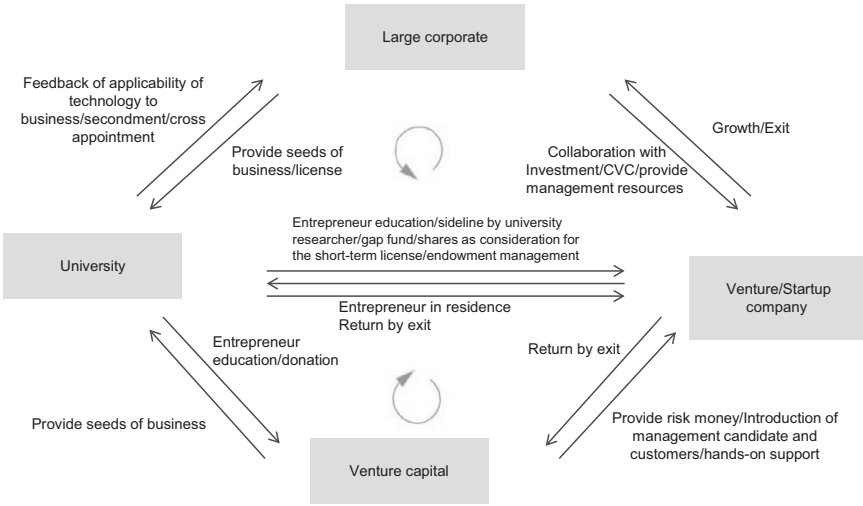 Large corporate
Feedback of applicability of
technology to
business/secondment/cross
appointment
Growth/Exit
Provide seeds of
business/license
Collaboration with
Investment/CVC/provide
management resources
Entrepreneur education/sideline by university
researcher/gap fund/shares as consideration for
the short-term license/endowment management
University
Venture/Startup
company
Entrepreneur in residence
Return by exit
Entrepreneur
education/donation
Return by exit
Provide seeds of business
Provide risk money/Introduction of
management candidate and
customers/hands-on support
Venture capital